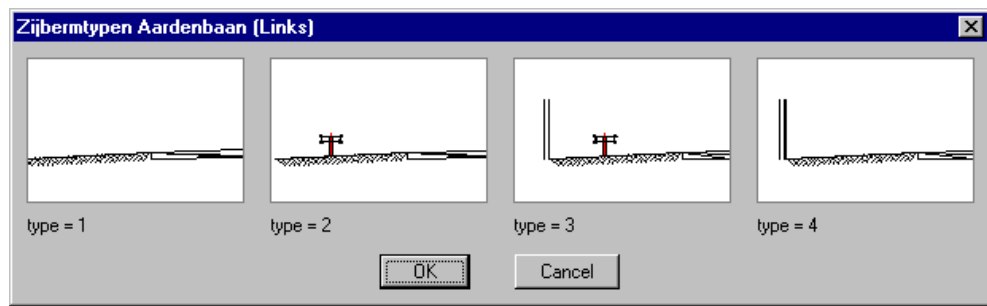 Zijbermtypen Aardenbaan (Links)
type = 1
type = 2
type = 3
type = 4
OK
Cancel